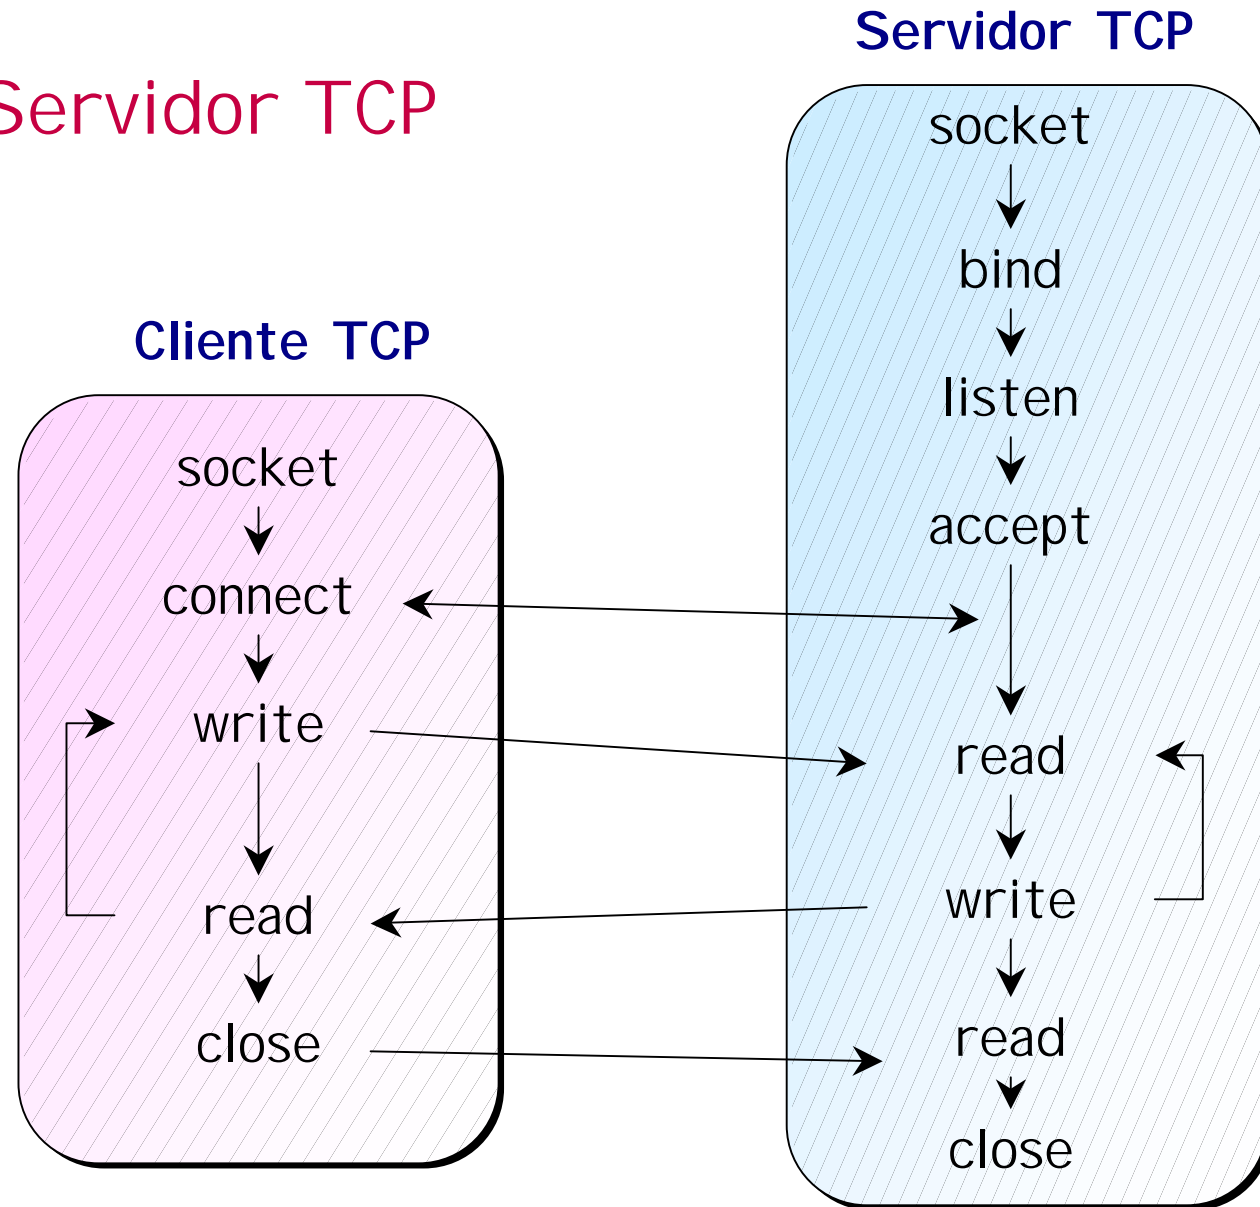 Servidor TCP
Servidor TCP
Cliente TCP
socket
connect
write
read
close
socket
bind
listen
accept
read
write
read
close